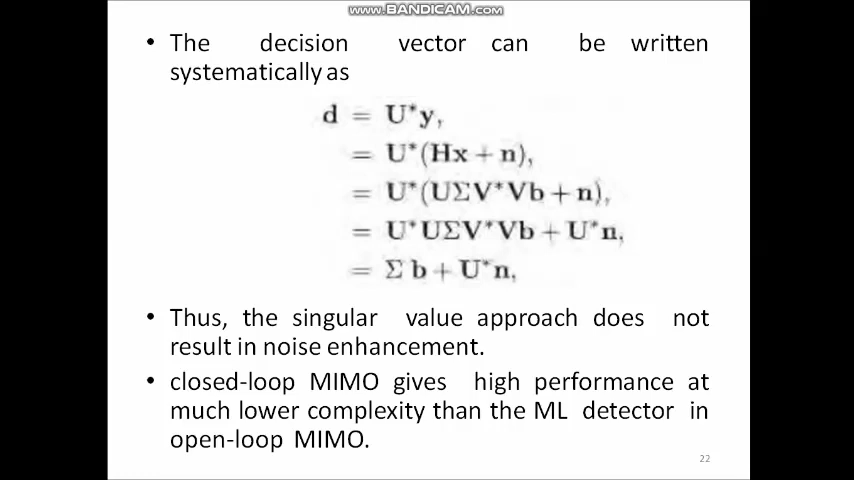 WWW.BANDICAM.COM
• The decision vector can be written
systematically as
d = U*y,
= U*(Hx + n),
= U*(UΣV*Vb + n),
= U*UΣV*Vb + U*n,
= Σ b + U*n,
• Thus, the singular value approach does not
result in noise enhancement.
• closed-loop MIMO gives high performance at
much lower complexity than the ML detector in
open-loop MIMO.
22